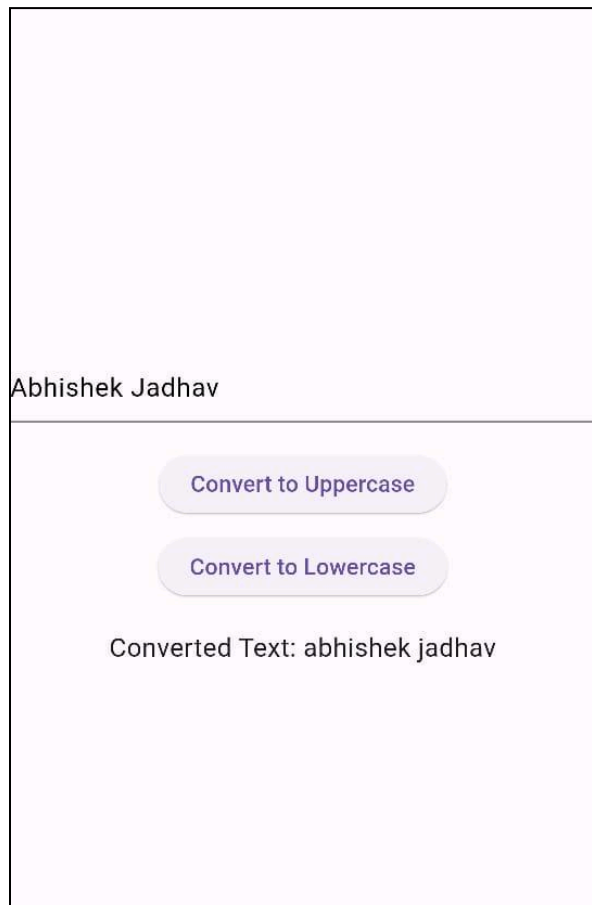 Abhishek Jadhav
Convert to Uppercase
Convert to Lowercase
Converted Text: abhishek jadhav